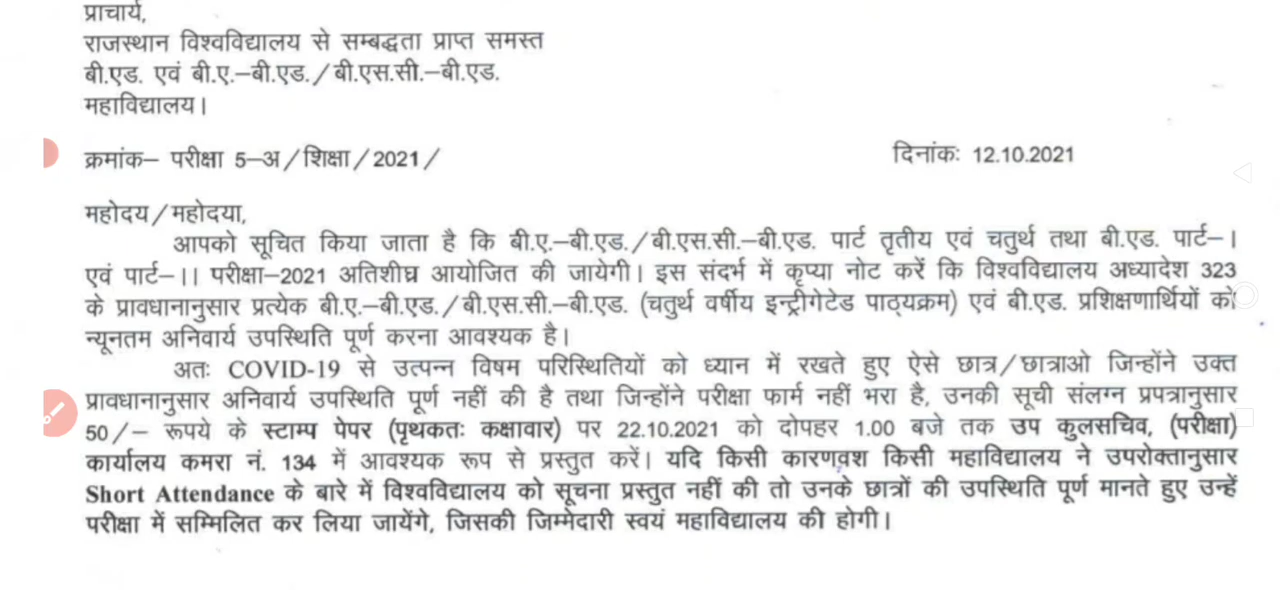 प्राचार्य,
राजस्थान विश्वविद्यालय से सम्बद्धता प्राप्त समस्त
बी.एड. एवं बी.ए.–बी.एड./बी.एस.सी.–बी.एड.
महाविद्यालय।
क्रमांक– परीक्षा 5–अ/शिक्षा/2021/
दिनांकः 12.10.2021
महोदय/महोदया,
आपको सूचित किया जाता है कि बी.ए.–बी.एड./बी.एस.सी.–बी.एड. पार्ट तृतीय एवं चतुर्थ तथा बी.एड. पार्ट–।
एवं पार्ट–।। परीक्षा–2021 अतिशीघ्र आयोजित की जायेगी। इस संदर्भ में कृप्या नोट करें कि विश्वविद्यालय अध्यादेश 323
के प्रावधानानुसार प्रत्येक बी.ए.–बी.एड./बी.एस.सी.–बी.एड. (चतुर्थ वर्षीय इन्ट्रीगेटेड पाठ्यक्रम) एवं बी.एड. प्रशिक्षणार्थियों को
न्यूनतम अनिवार्य उपस्थिति पूर्ण करना आवश्यक है।
अतः COVID-19 से उत्पन्न विषम परिस्थितियों को ध्यान में रखते हुए ऐसे छात्र/छात्राओ जिन्होंने उक्त
प्रावधानानुसार अनिवार्य उपस्थिति पूर्ण नहीं की है तथा जिन्होंने परीक्षा फार्म नहीं भरा है, उनकी सूची संलग्न प्रपत्रानुसार
50/– रूपये के स्टाम्प पेपर (पृथकतः कक्षावार) पर 22.10.2021 को दोपहर 1.00 बजे तक उप कुलसचिव, (परीक्षा)
कार्यालय कमरा नं. 134 में आवश्यक रूप से प्रस्तुत करें। यदि किसी कारणवश किसी महाविद्यालय ने उपरोक्तानुसार
Short Attendance के बारे में विश्वविद्यालय को सूचना प्रस्तुत नहीं की तो उनके छात्रों की उपस्थिति पूर्ण मानते हुए उन्हें
परीक्षा में सम्मिलित कर लिया जायेंगे, जिसकी जिम्मेदारी स्वयं महाविद्यालय की होगी।